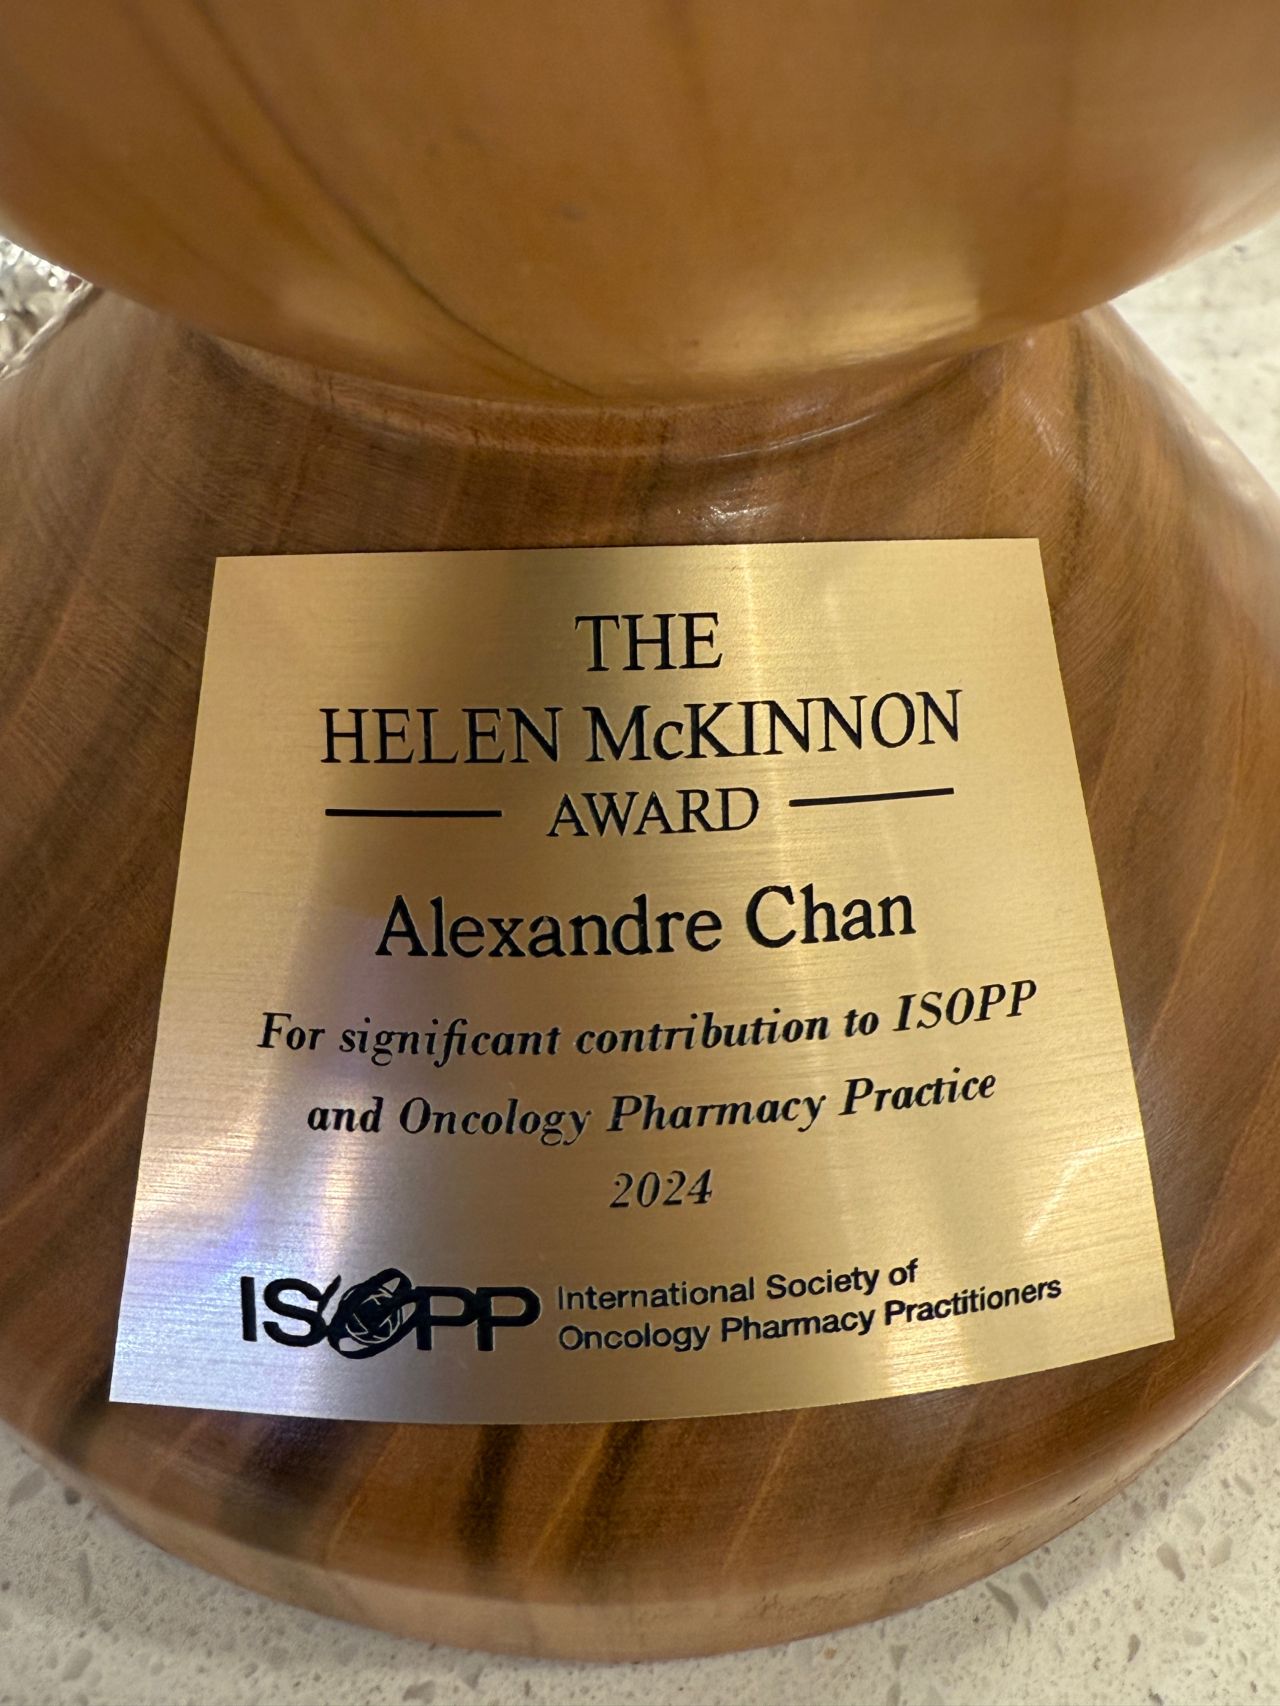 THE
HELEN McKINNON
AWARD
Alexandre Chan
For significant contribution to ISOPP
and Oncology Pharmacy Practice
2024
ISOPP International Society of
Oncology Pharmacy Practitioners